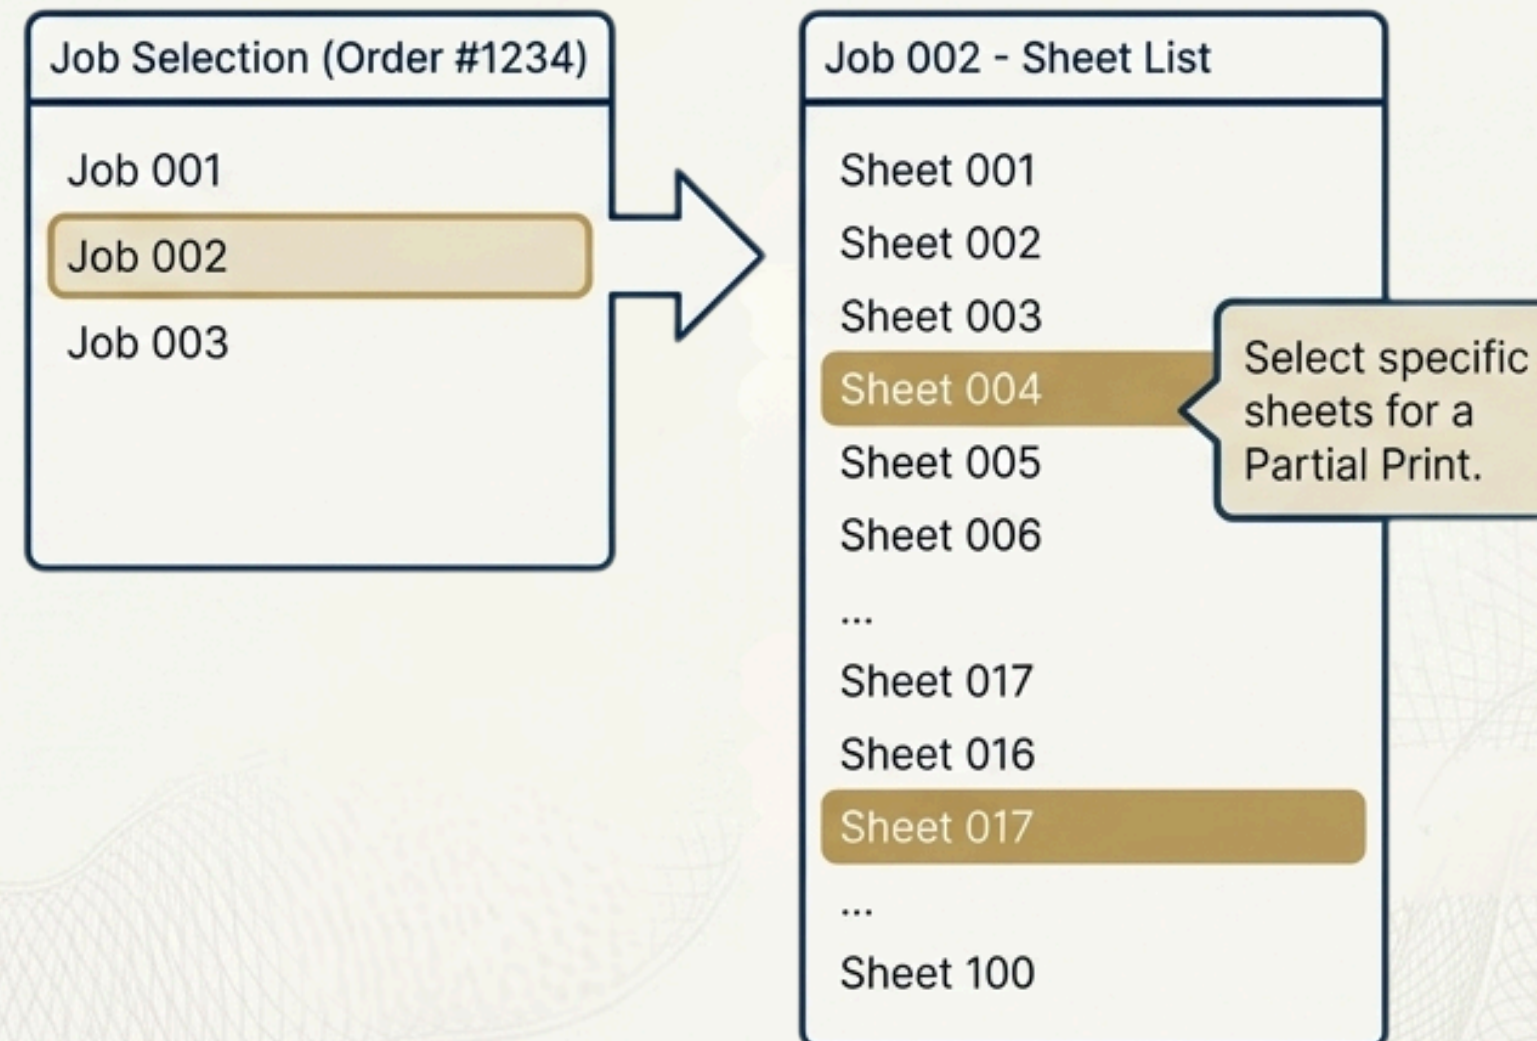 Job Selection (Order #1234)
Job 001
Job 002
Job 003
Job 002 - Sheet List
Sheet 001
Sheet 002
Sheet 003
Sheet 004
Sheet 005
Sheet 006
...
Sheet 017
Sheet 016
Sheet 017
...
Sheet 100
Select specific
sheets for a
Partial Print.